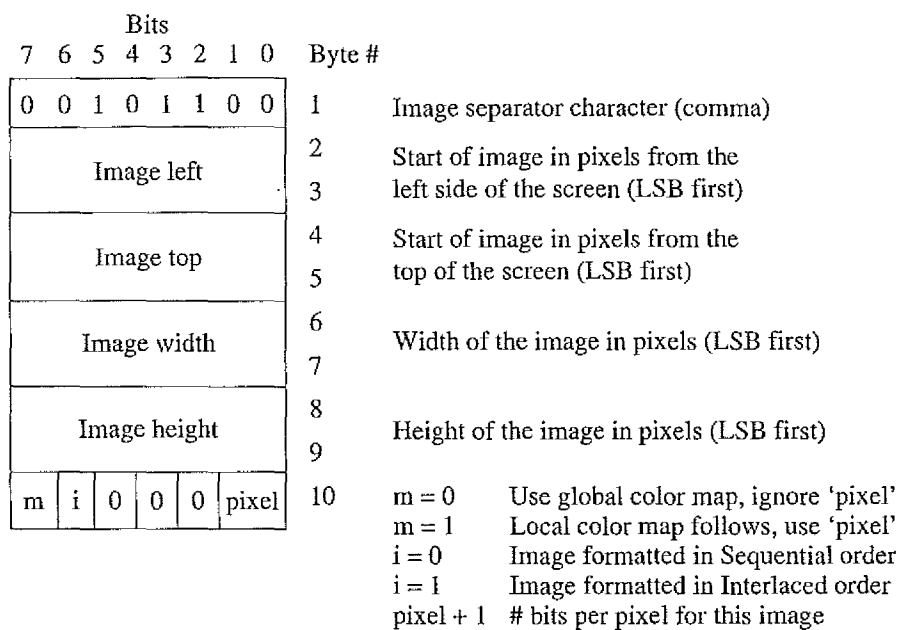 Bits
7 6 5 4 3 2 1 0 Byte #
0 0 1 0 1 1 0 0 1 Image separator character (comma)
Image left 2 Start of image in pixels from the
3 left side of the screen (LSB first)
Image top 4 Start of image in pixels from the
5 top of the screen (LSB first)
Image width 6 Width of the image in pixels (LSB first)
7
Image height 8 Height of the image in pixels (LSB first)
9
m i 0 0 0 pixel 10 m = 0 Use global color map, ignore ‘pixel’
m = 1 Local color map follows, use ‘pixel’
i = 0 Image formatted in Sequential order
i = 1 Image formatted in Interlaced order
pixel + 1 # bits per pixel for this image